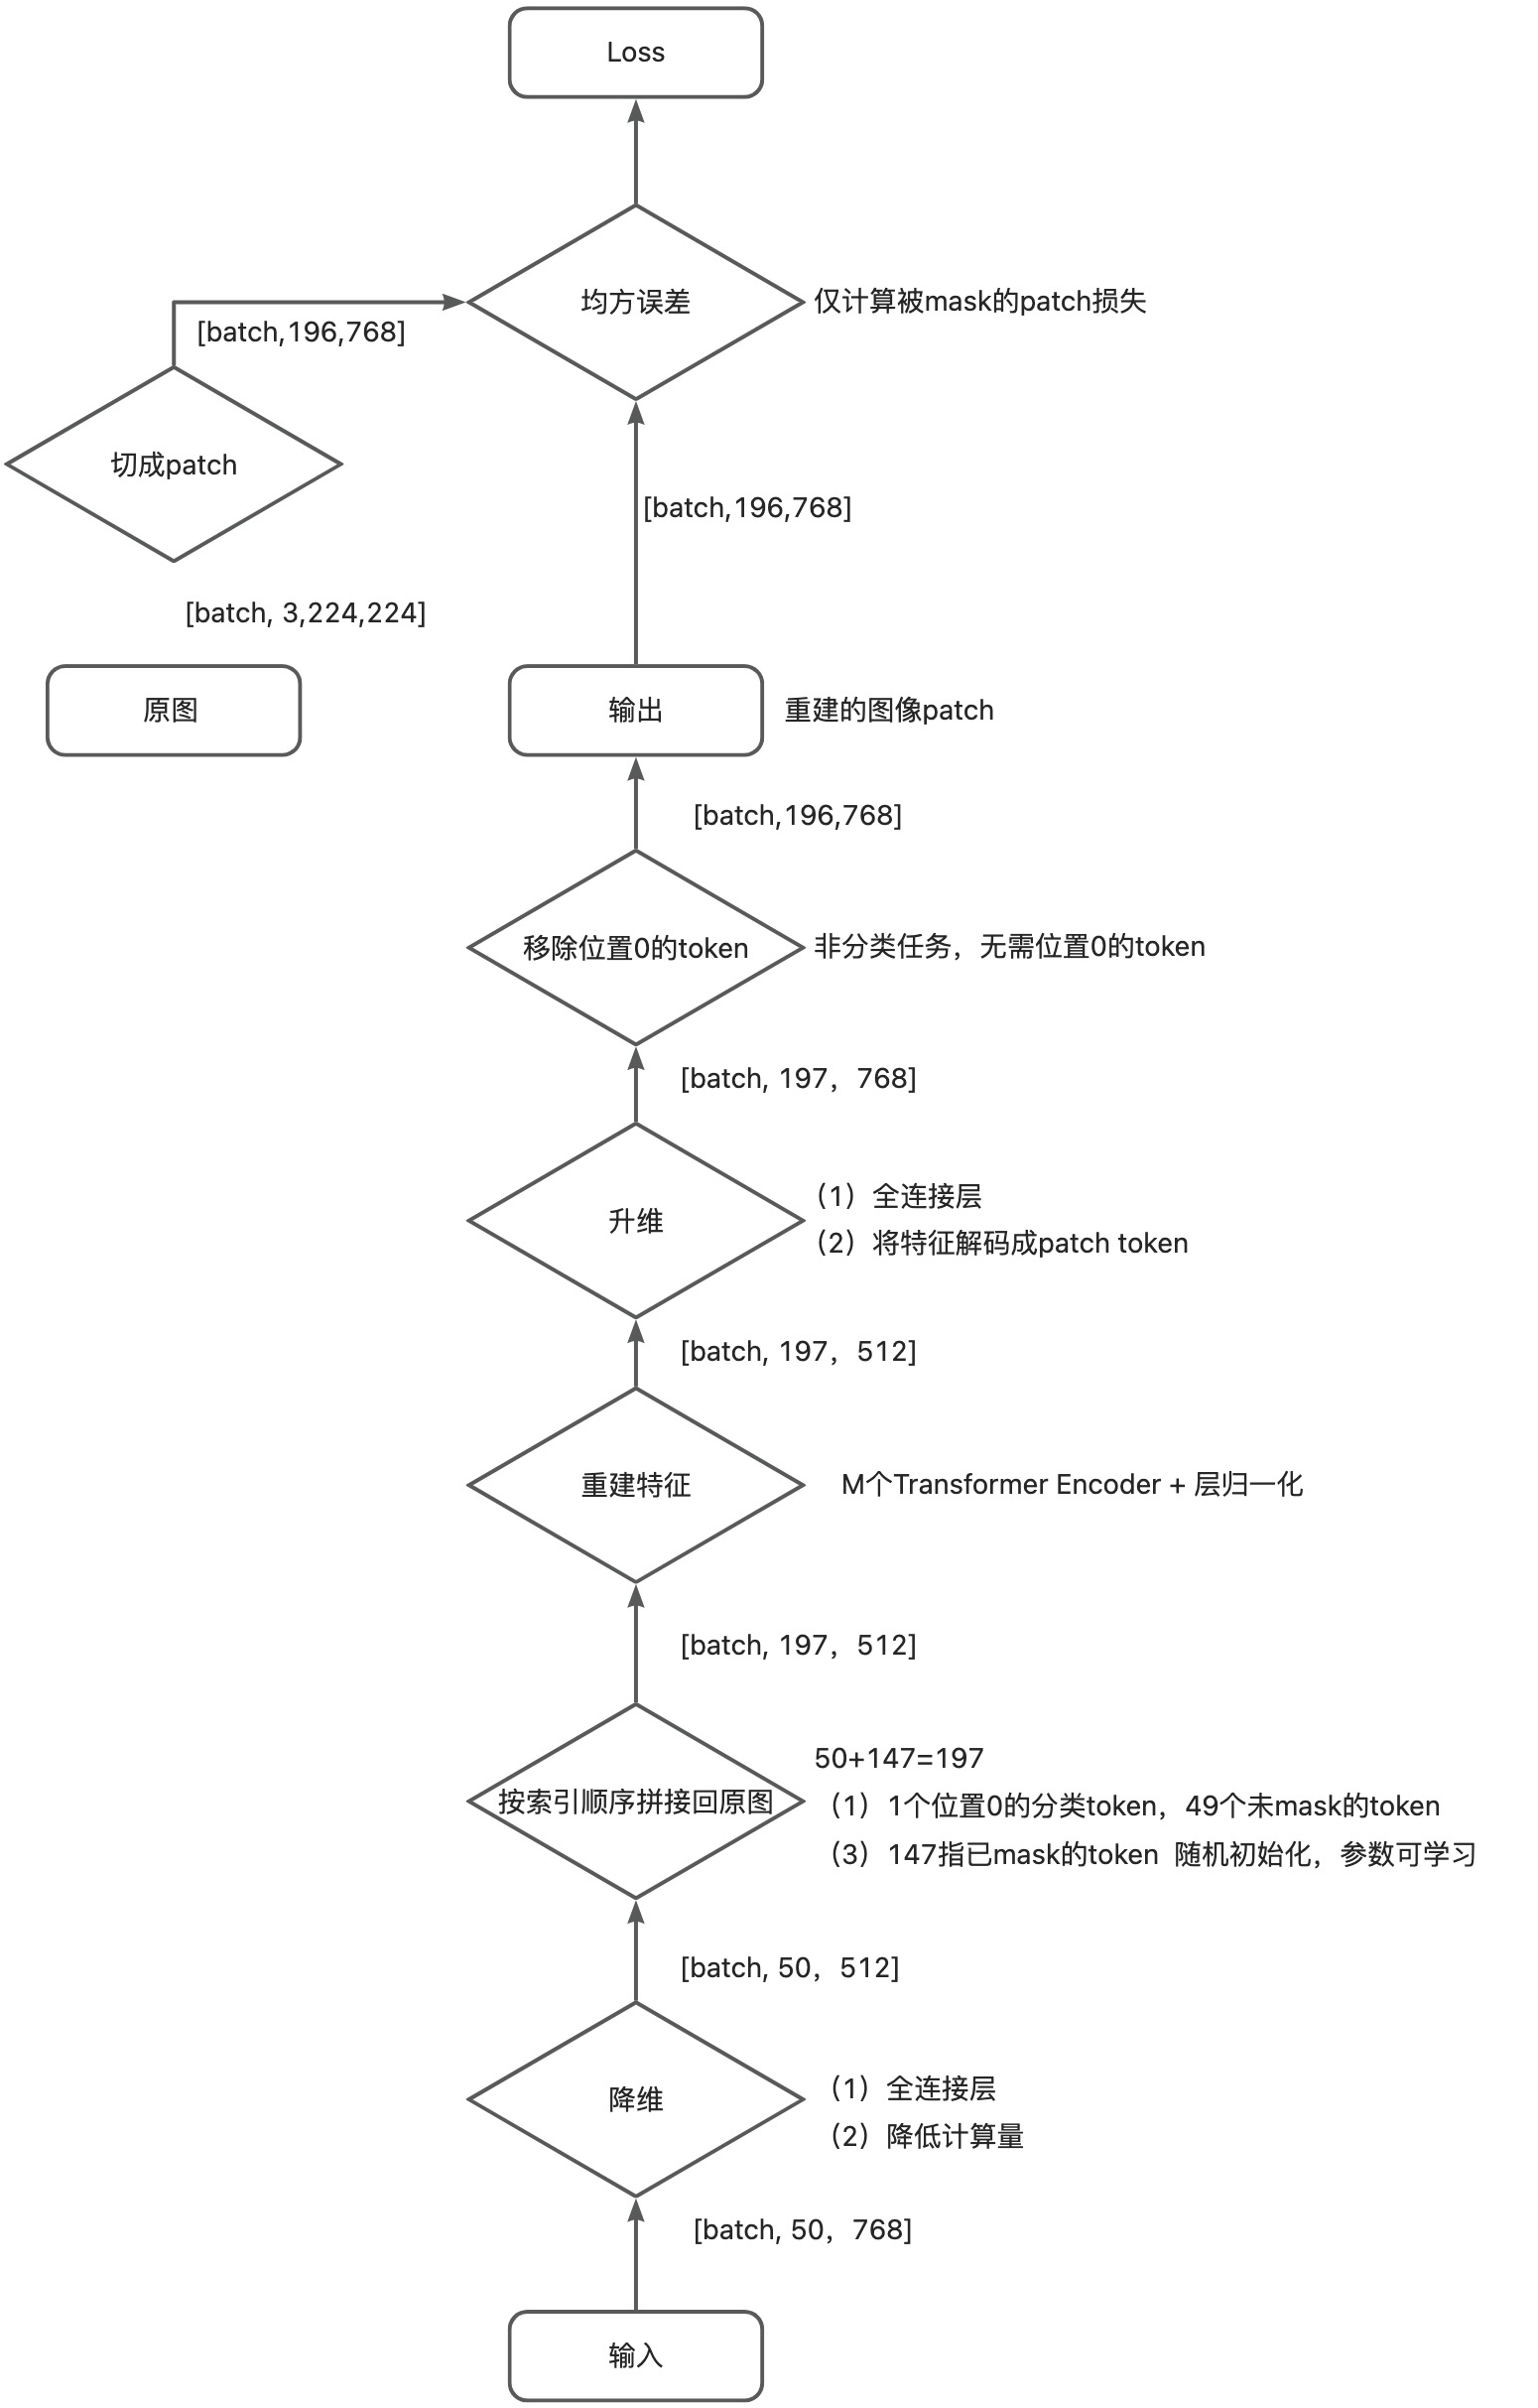 Loss
均方误差
仅计算被mask的patch损失
[batch,196,768]
切成patch
[batch,196,768]
[batch, 3,224,224]
原图
输出
重建的图像patch
[batch,196,768]
移除位置0的token
非分类任务，无需位置0的token
[batch, 197，768]
升维
（1）全连接层
（2）将特征解码成patch token
[batch, 197，512]
重建特征
M个Transformer Encoder + 层归一化
[batch, 197，512]
按索引顺序拼接回原图
50+147=197
（1）1个位置0的分类token，49个未mask的token
（3）147指已mask的token 随机初始化，参数可学习
[batch, 50，512]
降维
（1）全连接层
（2）降低计算量
[batch, 50，768]
输入